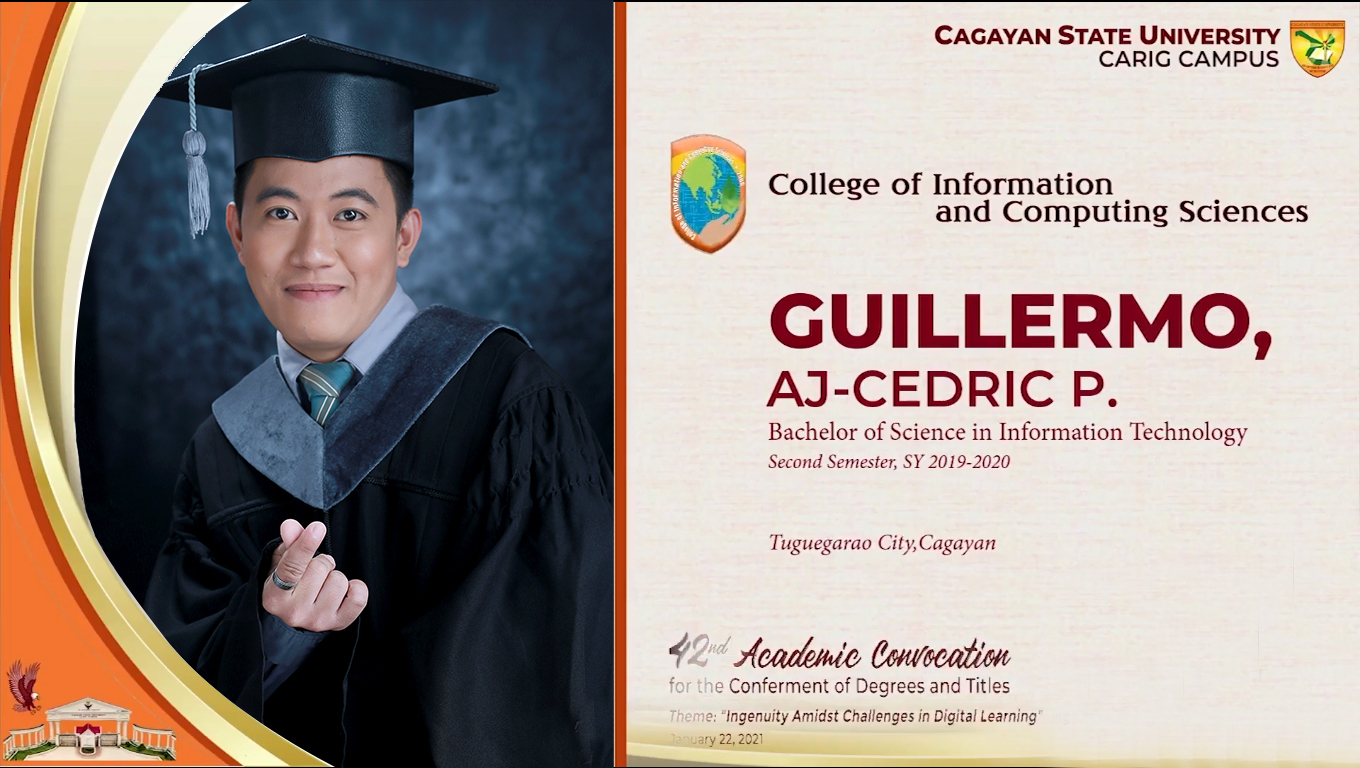 CAGAYAN STATE UNIVERSITY
CARIG CAMPUS
College of Information
and Computing Sciences
GUILLERMO,
AJ-CEDRIC P.
Bachelor of Science in Information Technology
Second Semester, SY 2019-2020
Tuguegarao City,Cagayan
42nd Academic Convocation
for the Conferment of Degrees and Titles
Theme: "Ingenuity Amidst Challenges in Digital Learning"
January 22, 2021